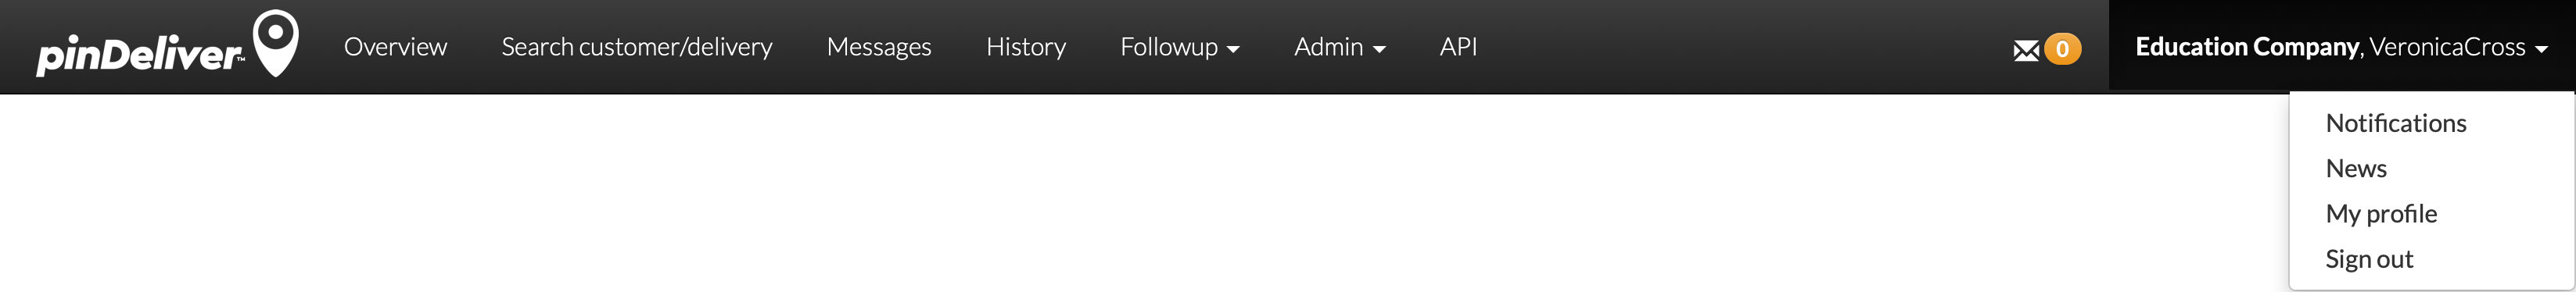 pinDeliver™ Overview Search customer/delivery Messages History Followup Admin API 0 Education Company, VeronicaCross
Notifications
News
My profile
Sign out